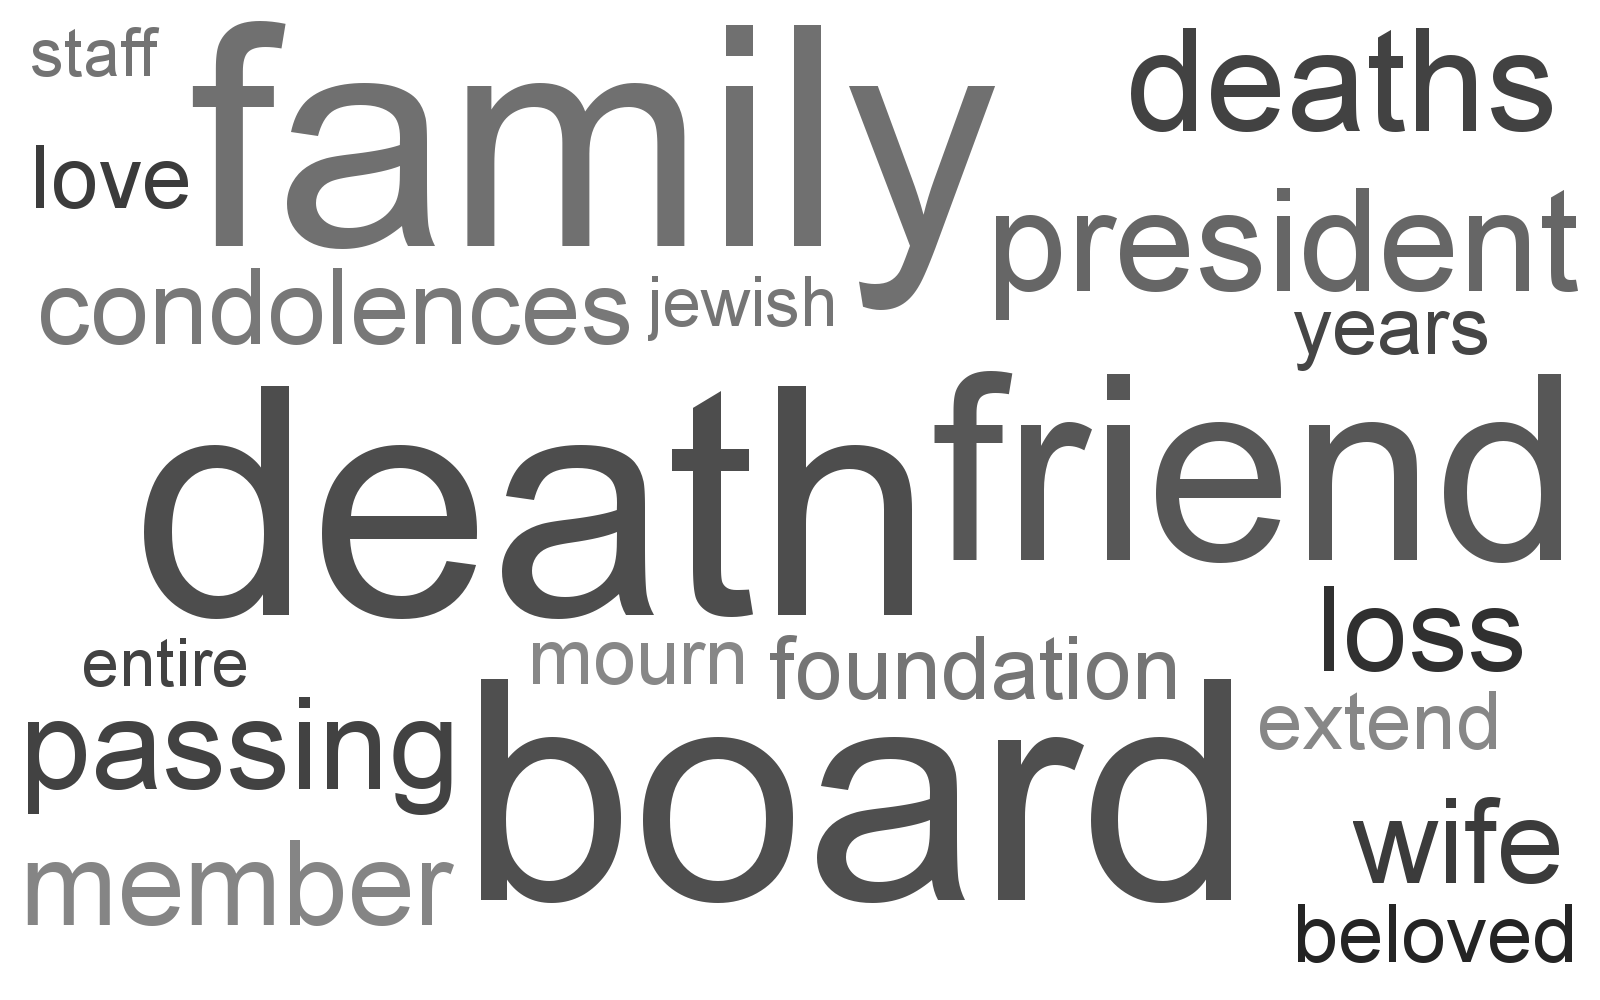 staff
family
deaths
love
president
condolences
jewish
years
death
friend
loss
entire
mourn
foundation
passing
board
extend
member
wife
beloved